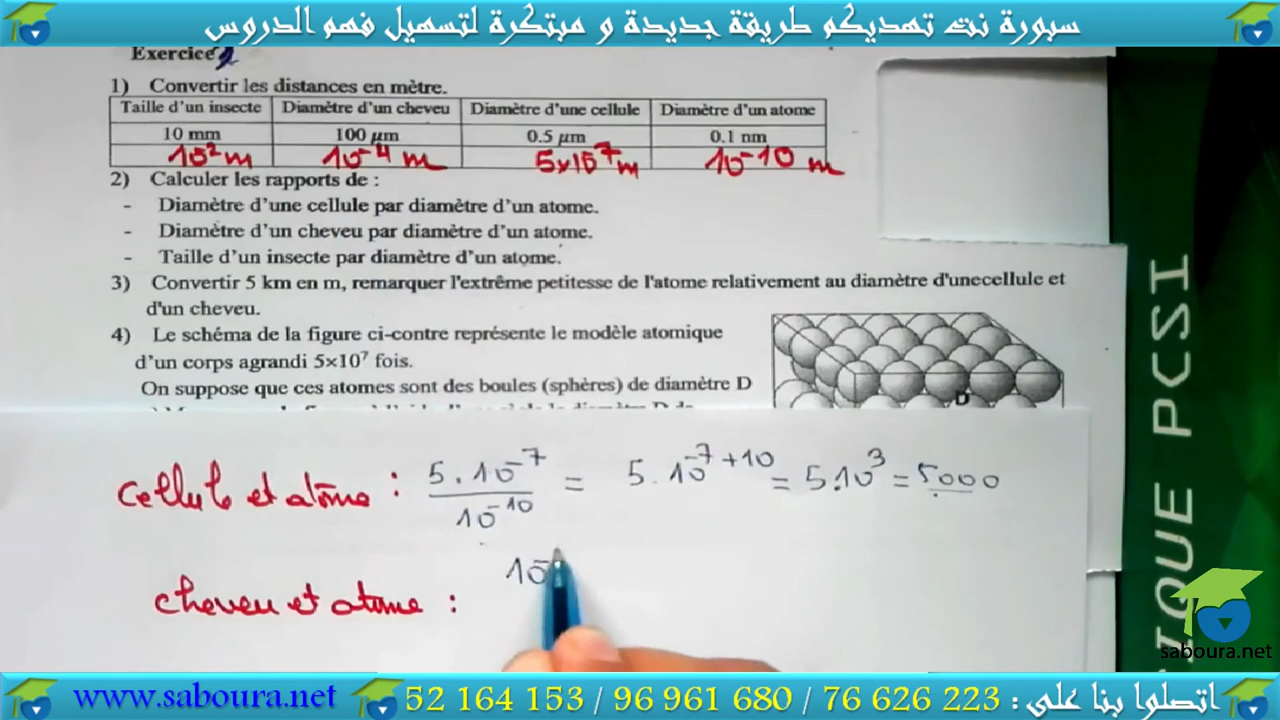 سبورة نت تهديكم طريقة جديدة و مبتكرة لتسهيل فهم الدروس
Exercice 2
1) Convertir les distances en mètre.
Taille d'un insecte Diamètre d'un cheveu Diamètre d'une cellule Diamètre d'un atome
10 mm 100 µm 0.5 µm 0.1 nm
10⁻² m 10⁻⁴ m 5×10⁻⁷ m 10⁻¹⁰ m
2) Calculer les rapports de :
- Diamètre d'une cellule par diamètre d'un atome.
- Diamètre d'un cheveu par diamètre d'un atome.
- Taille d'un insecte par diamètre d'un atome.
3) Convertir 5 km en m, remarquer l'extrême petitesse de l'atome relativement au diamètre d'unecellule et
d'un cheveu.
4) Le schéma de la figure ci-contre représente le modèle atomique
d'un corps agrandi 5×10⁷ fois.
On suppose que ces atomes sont des boules (sphères) de diamètre D
D
cellule et atome : 5.10⁻⁷ / 10⁻¹⁰ = 5.10⁻⁷⁺¹⁰ = 5.10³ = 5000
cheveu et atome : 10⁻
IQUE PCSI
saboura.net
www.saboura.net 52 164 153 / 96 961 680 / 76 626 223 : اتصلوا بنا على